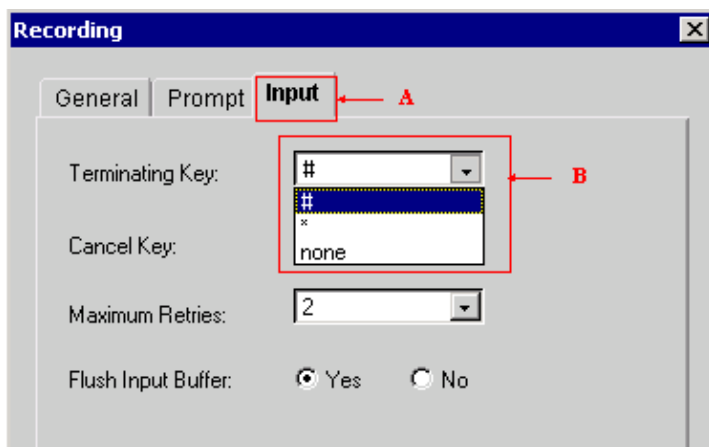 Recording
General Prompt Input A
Terminating Key: # B
#
*
Cancel Key:
none
Maximum Retries: 2
Flush Input Buffer: Yes No